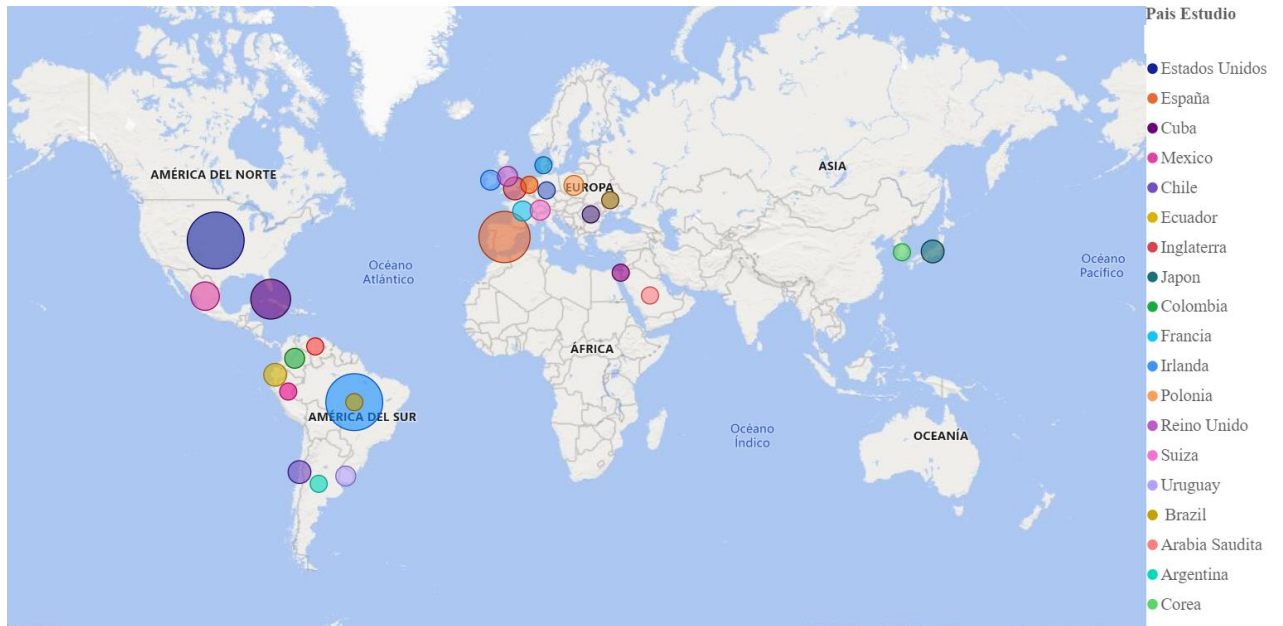 AMÉRICA DEL NORTE
EUROPA
ASIA
Océano
Atlántico
Océano
Pacífico
ÁFRICA
AMÉRICA DEL SUR
Océano
Índico
OCEANÍA
Pais Estudio
Estados Unidos
España
Cuba
Mexico
Chile
Ecuador
Inglaterra
Japon
Colombia
Francia
Irlanda
Polonia
Reino Unido
Suiza
Uruguay
Brazil
Arabia Saudita
Argentina
Corea